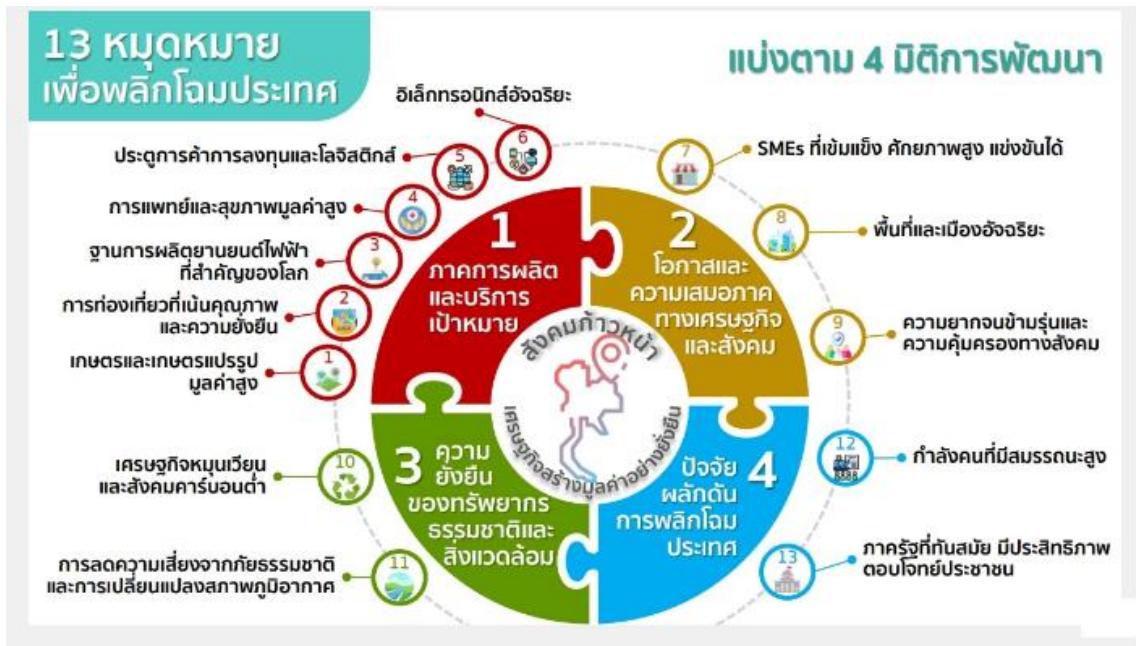 13 หมุดหมาย
เพื่อพลิกโฉมประเทศ
แบ่งตาม 4 มิติการพัฒนา
อิเล็กทรอนิกส์อัจฉริยะ
6
ประตูการค้าการลงทุนและโลจิสติกส์
5
การแพทย์และสุขภาพมูลค่าสูง
4
ฐานการผลิตยานยนต์ไฟฟ้า
ที่สำคัญของโลก
3
การท่องเที่ยวที่เน้นคุณภาพ
และความยั่งยืน
2
เกษตรและเกษตรแปรรูป
มูลค่าสูง
1
1
ภาคการผลิต
และบริการ
เป้าหมาย
2
โอกาสและ
ความเสมอภาค
ทางเศรษฐกิจ
และสังคม
7
SMEs ที่เข้มแข็ง ศักยภาพสูง แข่งขันได้
8
พื้นที่และเมืองอัจฉริยะ
9
ความยากจนข้ามรุ่นและ
ความคุ้มครองทางสังคม
สังคมก้าวหน้า
เศรษฐกิจสร้างมูลค่าอย่างยั่งยืน
3 ความ
ยั่งยืน
ของทรัพยากร
ธรรมชาติและ
สิ่งแวดล้อม
10
เศรษฐกิจหมุนเวียน
และสังคมคาร์บอนต่ำ
11
การลดความเสี่ยงจากภัยธรรมชาติ
และการเปลี่ยนแปลงสภาพภูมิอากาศ
4
ปัจจัย
ผลักดัน
การพลิกโฉม
ประเทศ
12
กำลังคนที่มีสมรรถนะสูง
13
ภาครัฐที่ทันสมัย มีประสิทธิภาพ
ตอบโจทย์ประชาชน